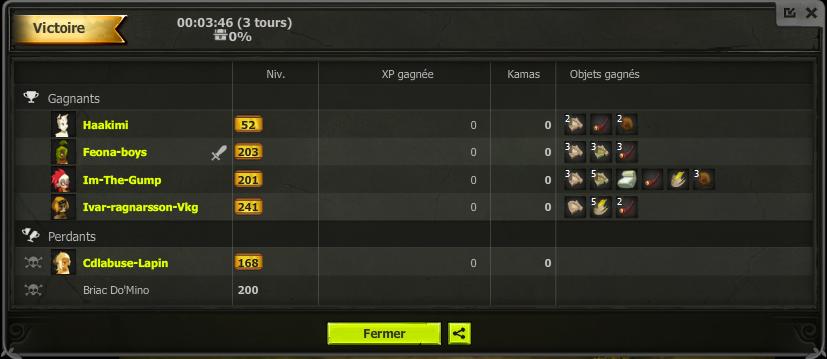 Victoire
00:03:46 (3 tours)
0%
Niv. XP gagnée Kamas Objets gagnés
Gagnants
Haakimi 52 0 0 2 2
Feona-boys 203 0 0 3 3 3
Im-The-Gump 201 0 0 3 5 3
Ivar-ragnarsson-Vkg 241 0 0 5 2
Perdants
Cdlabuse-Lapin 168 0 0
Briac Do'Mino 200
Fermer